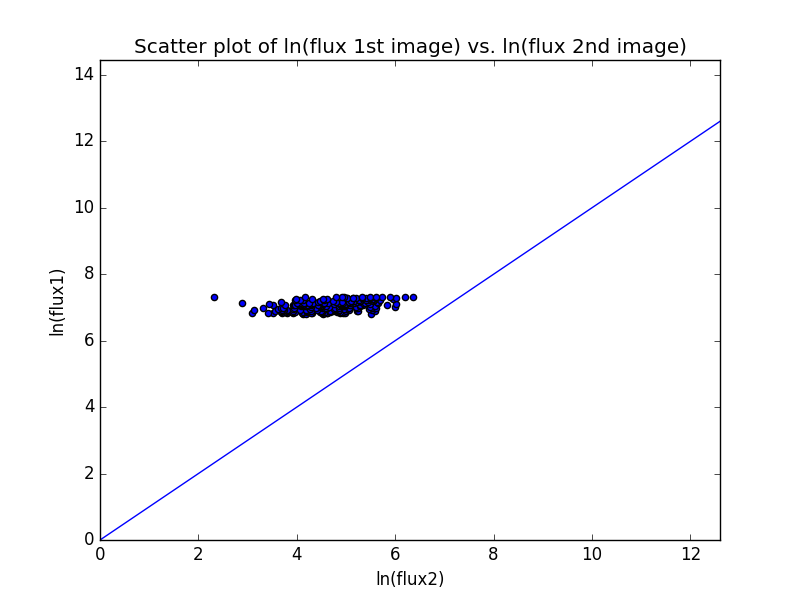 Scatter plot of ln(flux 1st image) vs. ln(flux 2nd image)
14
12
10
8
6
4
2
0
ln(flux1)
0 2 4 6 8 10 12
ln(flux2)